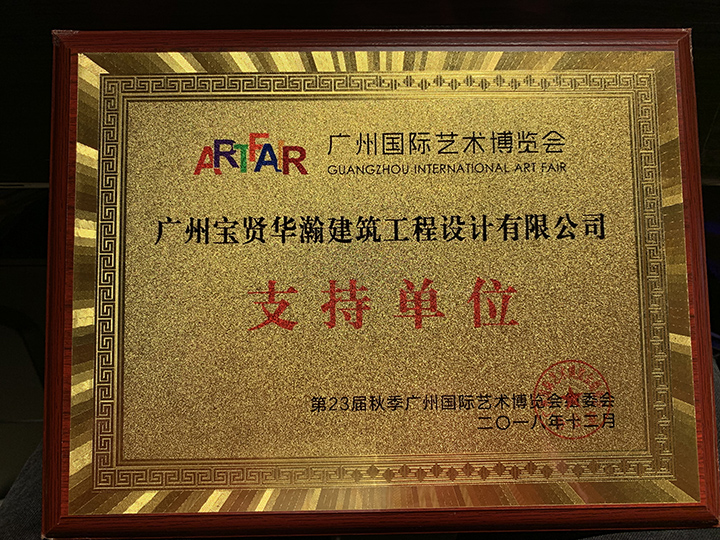 ARTFAR
广州国际艺术博览会
GUANGZHOU INTERNATIONAL ART FAIR
广州宝贤华瀚建筑工程设计有限公司
支持单位
第23届秋季广州国际艺术博览会组委会
二〇一八年十二月